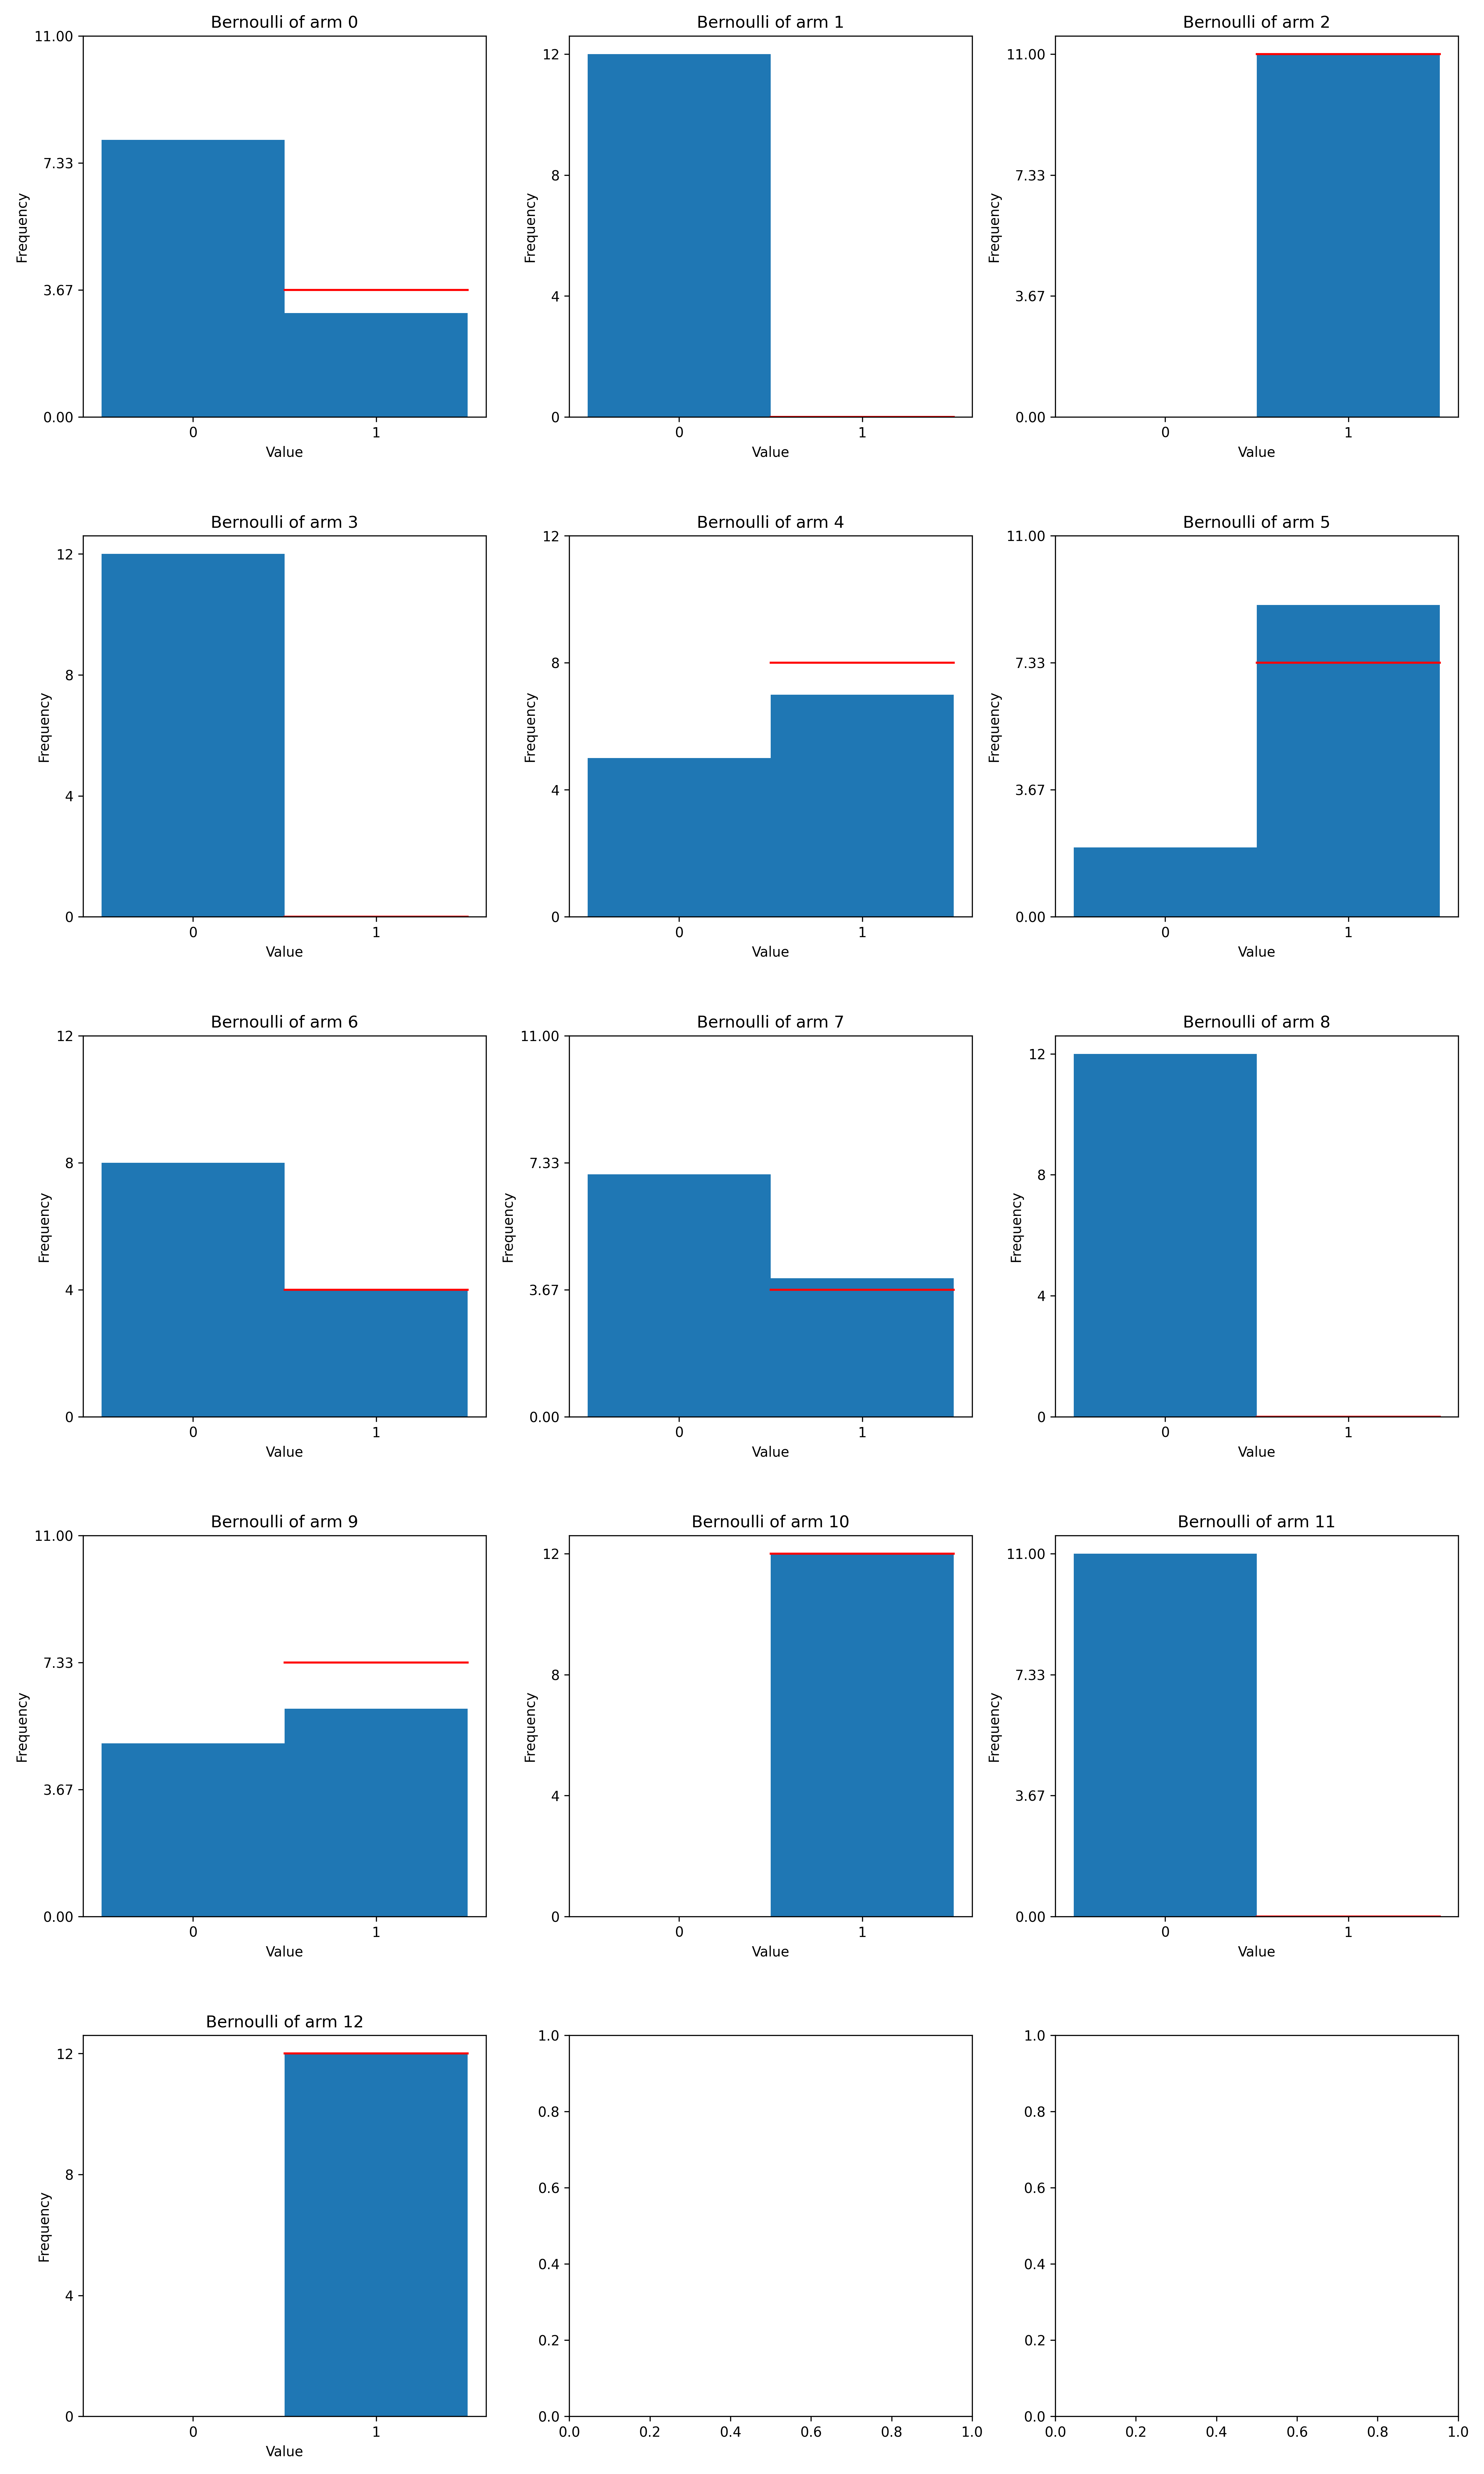 Bernoulli of arm 0
11.00
7.33
3.67
0.00
Frequency
0 1
Value
Bernoulli of arm 1
12
8
4
0
Frequency
0 1
Value
Bernoulli of arm 2
11.00
7.33
3.67
0.00
Frequency
0 1
Value
Bernoulli of arm 3
12
8
4
0
Frequency
0 1
Value
Bernoulli of arm 4
12
8
4
0
Frequency
0 1
Value
Bernoulli of arm 5
11.00
7.33
3.67
0.00
Frequency
0 1
Value
Bernoulli of arm 6
12
8
4
0
Frequency
0 1
Value
Bernoulli of arm 7
11.00
7.33
3.67
0.00
Frequency
0 1
Value
Bernoulli of arm 8
12
8
4
0
Frequency
0 1
Value
Bernoulli of arm 9
11.00
7.33
3.67
0.00
Frequency
0 1
Value
Bernoulli of arm 10
12
8
4
0
Frequency
0 1
Value
Bernoulli of arm 11
11.00
7.33
3.67
0.00
Frequency
0 1
Value
Bernoulli of arm 12
12
8
4
0
Frequency
0 1
Value
1.0
0.8
0.6
0.4
0.2
0.0
0.0 0.2 0.4 0.6 0.8 1.0
1.0
0.8
0.6
0.4
0.2
0.0
0.0 0.2 0.4 0.6 0.8 1.0